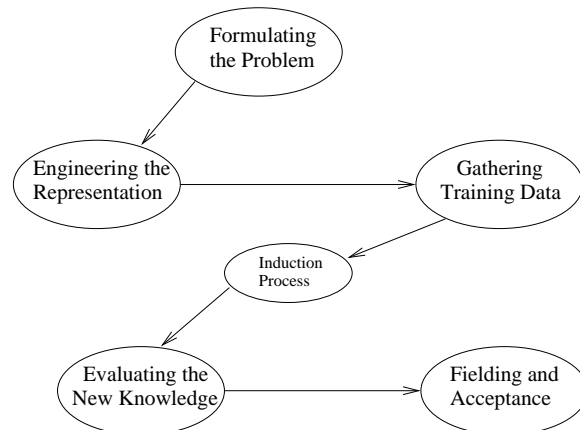 Formulating
the Problem
Engineering the
Representation
Gathering
Training Data
Induction
Process
Evaluating the
New Knowledge
Fielding and
Acceptance